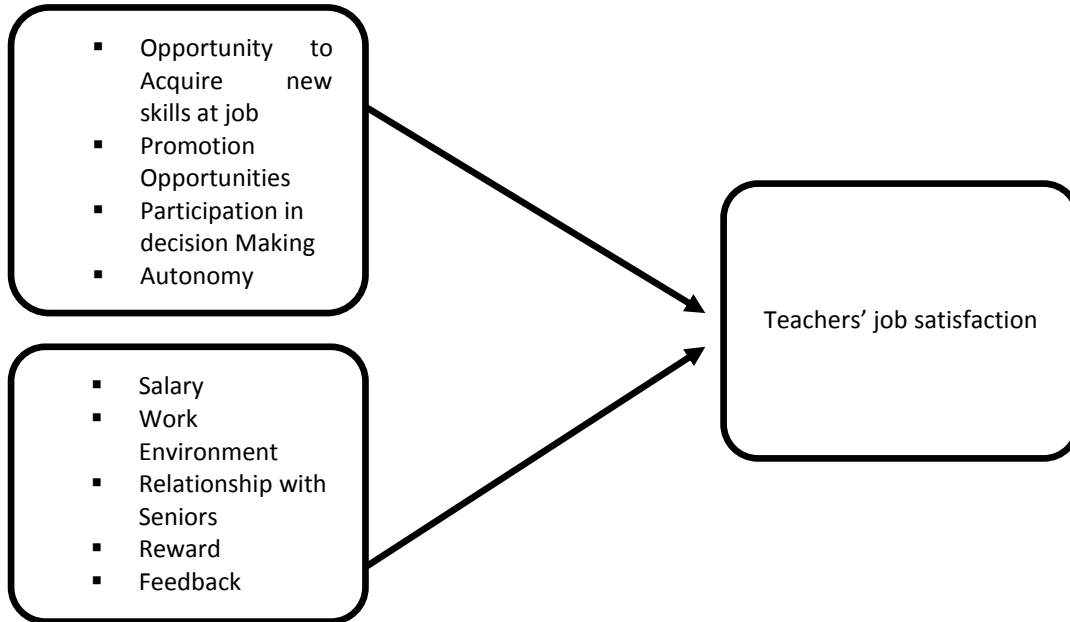 ▪ Opportunity to
Acquire new
skills at job
▪ Promotion
Opportunities
▪ Participation in
decision Making
▪ Autonomy
▪ Salary
▪ Work
Environment
▪ Relationship with
Seniors
▪ Reward
▪ Feedback
Teachers’ job satisfaction